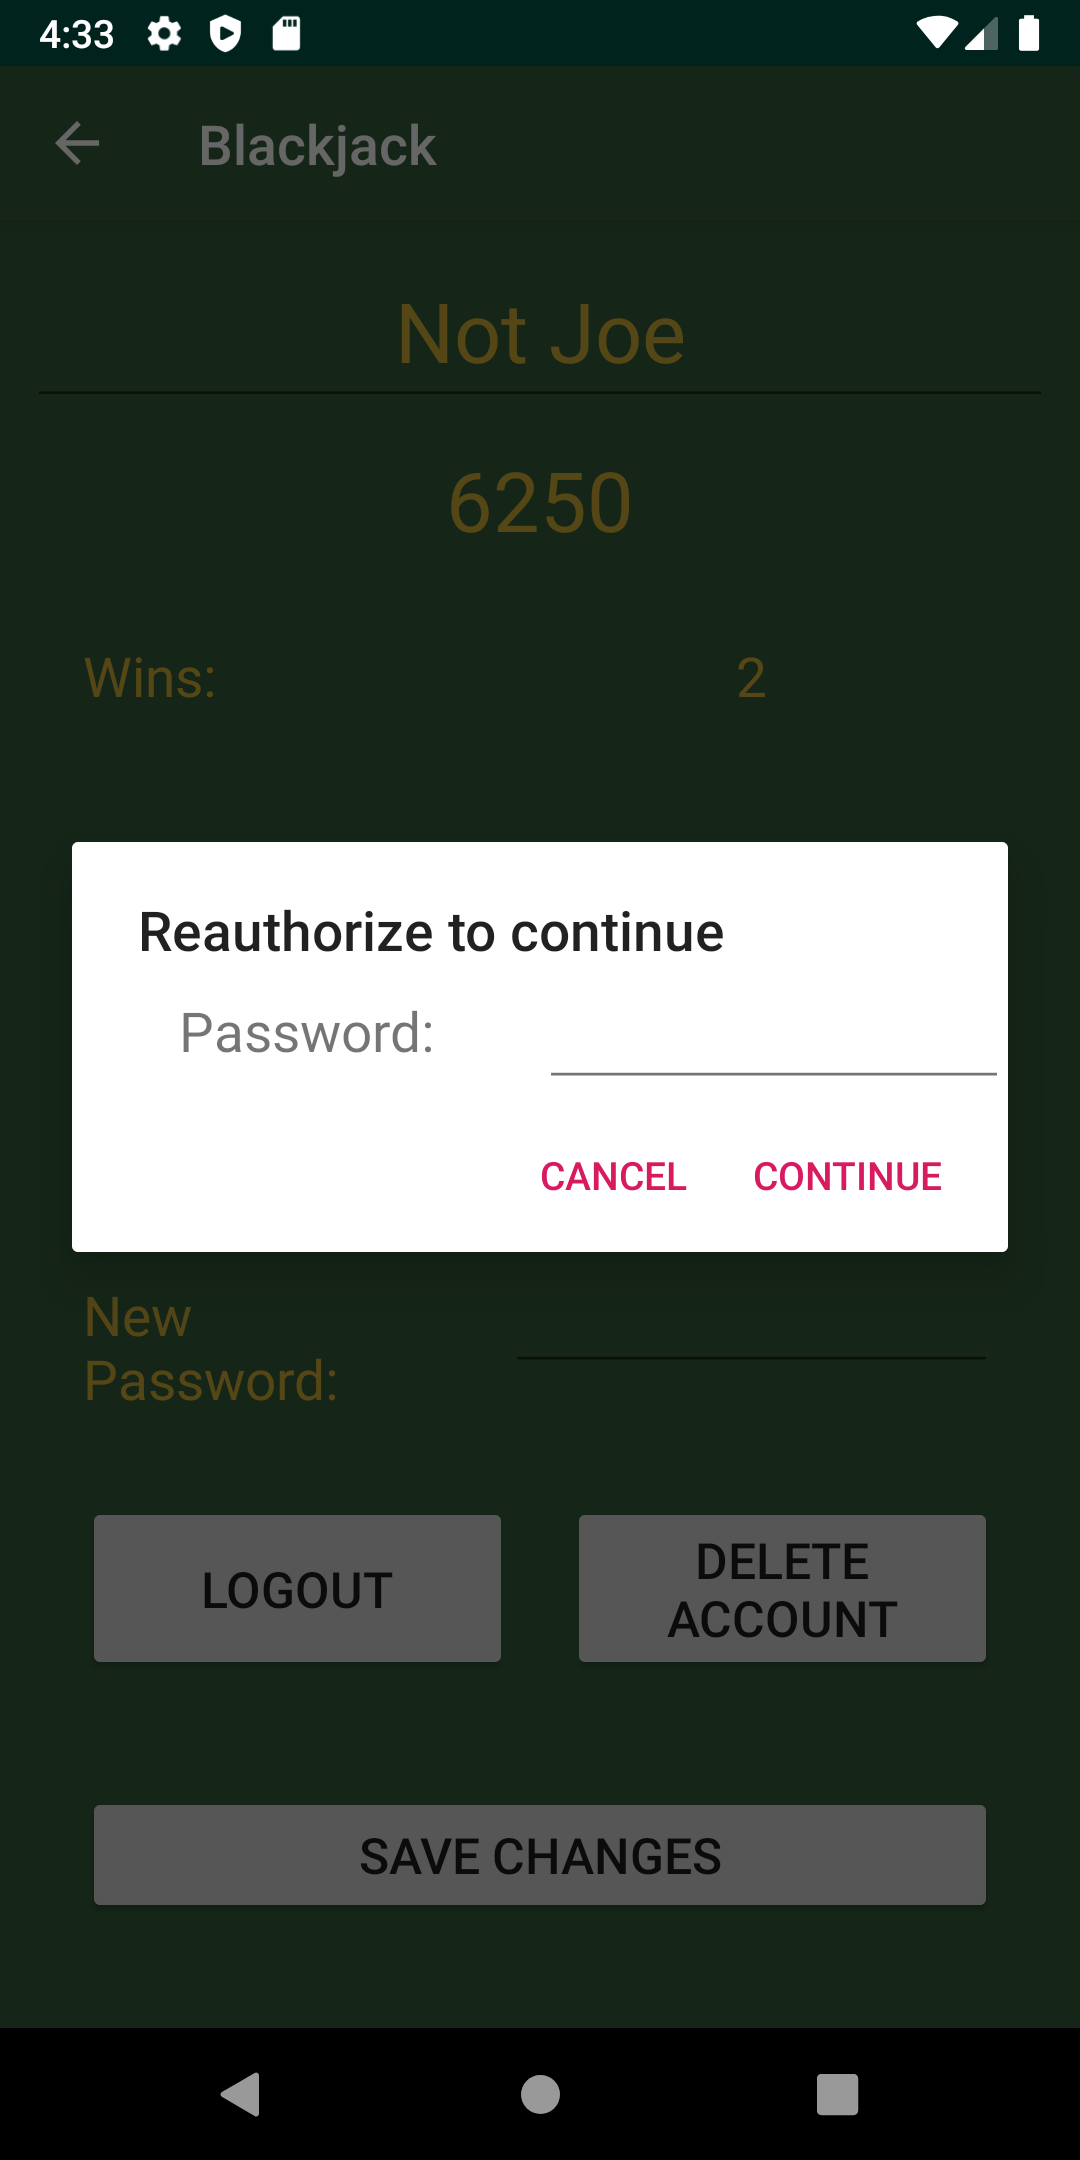 4:33
Blackjack
Not Joe
6250
Wins: 2
Reauthorize to continue
Password:
CANCEL CONTINUE
New
Password:
LOGOUT
DELETE
ACCOUNT
SAVE CHANGES